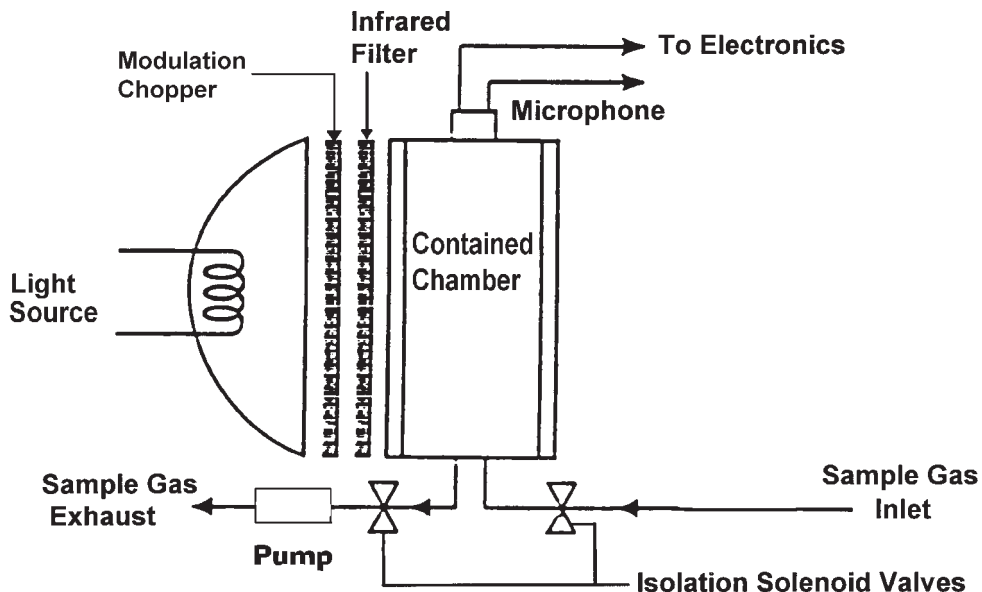 Infrared
Filter
To Electronics
Modulation
Chopper
Microphone
Contained
Chamber
Light
Source
Sample Gas
Exhaust
Sample Gas
Inlet
Pump
Isolation Solenoid Valves